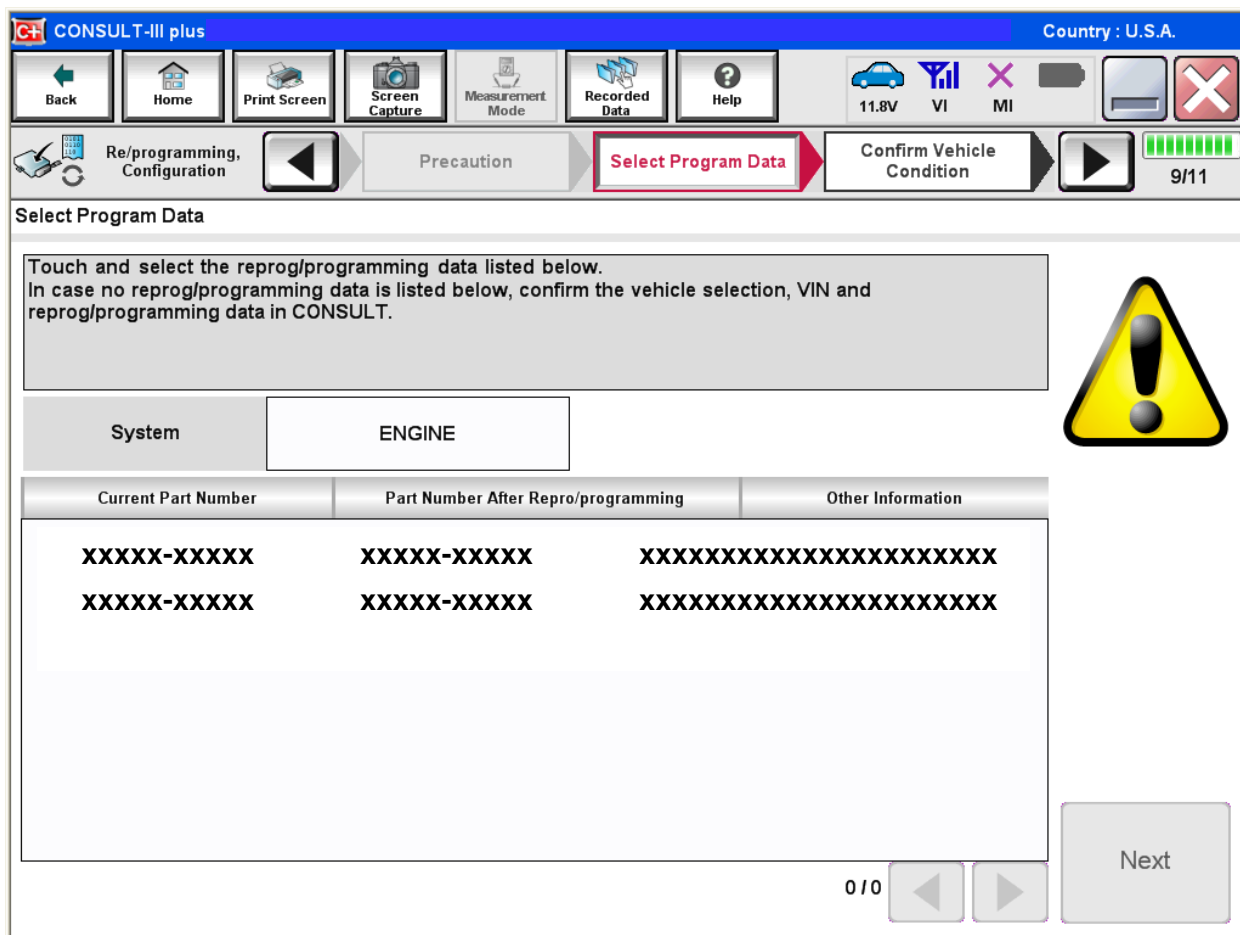 C+ CONSULT-III plus Country : U.S.A.
Back Home Print Screen Screen Capture Measurement Mode Recorded Data Help 11.8V VI MI
Re/programming, Configuration Precaution Select Program Data Confirm Vehicle Condition 9/11
Select Program Data
Touch and select the reprog/programming data listed below.
In case no reprog/programming data is listed below, confirm the vehicle selection, VIN and
reprog/programming data in CONSULT.
System ENGINE
Current Part Number Part Number After Repro/programming Other Information
XXXXX-XXXXX XXXXX-XXXXX XXXXXXXXXXXXXXXXXXXXXX
XXXXX-XXXXX XXXXX-XXXXX XXXXXXXXXXXXXXXXXXXXXX
Next
0/0